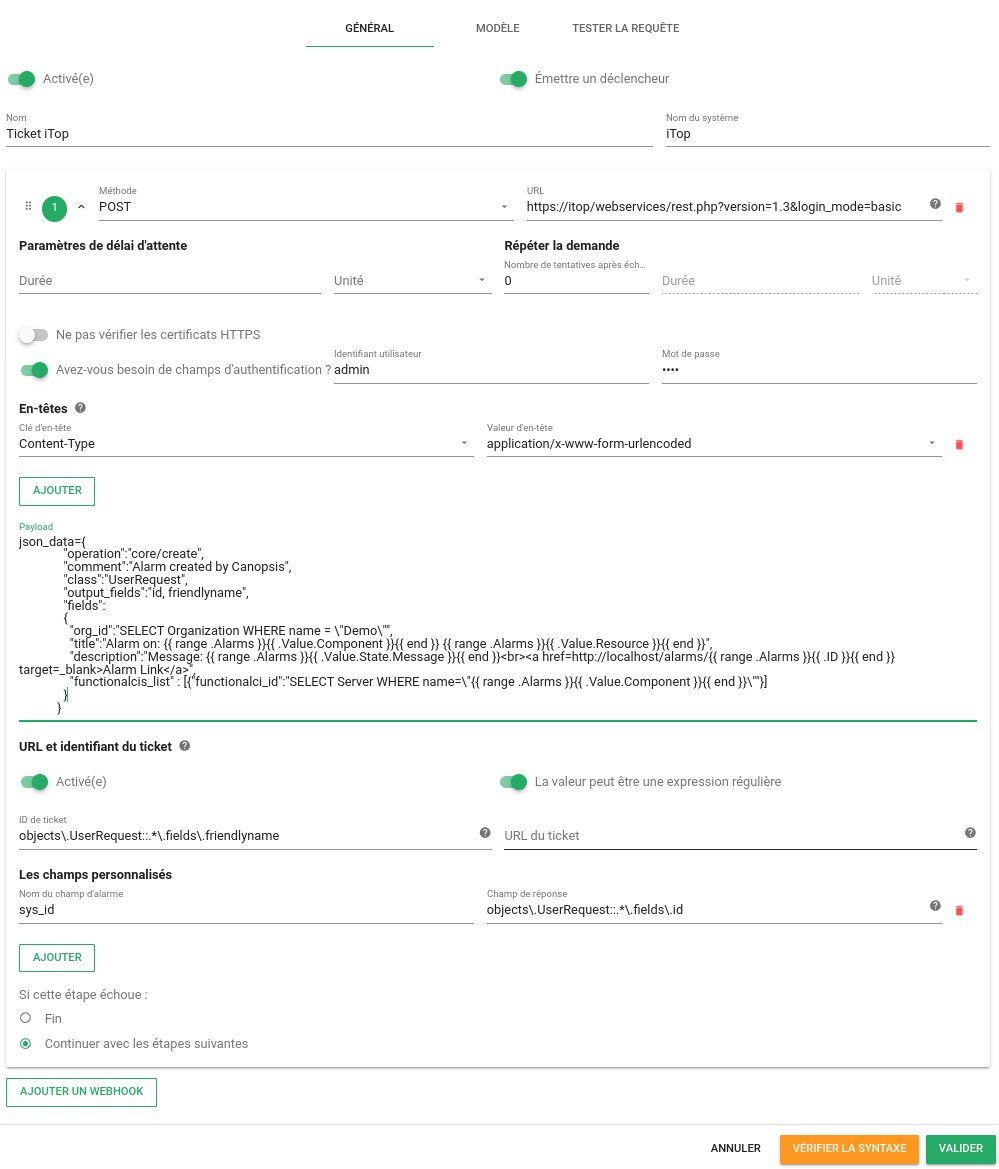 GÉNÉRAL MODÈLE TESTER LA REQUÊTE
Activé(e) Émettre un déclencheur
Nom Nom du système
Ticket iTop iTop
Méthode URL
1 POST https://itop/webservices/rest.php?version=1.3&login_mode=basic
Paramètres de délai d'attente Répéter la demande
Nombre de tentatives après éch...
Durée Unité 0 Durée Unité
Ne pas vérifier les certificats HTTPS
Identifiant utilisateur Mot de passe
Avez-vous besoin de champs d'authentification ? admin ••••
En-têtes
Clé d'en-tête Valeur d'en-tête
Content-Type application/x-www-form-urlencoded
AJOUTER
Payload
json_data={
"operation":"core/create",
"comment":"Alarm created by Canopsis",
"class":"UserRequest",
"output_fields":"id, friendlyname",
"fields":
{
"org_id":"SELECT Organization WHERE name = \"Demo\"",
"title":"Alarm on: {{ range .Alarms }}{{ .Value.Component }}{{ end }} {{ range .Alarms }}{{ .Value.Resource }}{{ end }}",
"description":"Message: {{ range .Alarms }}{{ .Value.State.Message }}{{ end }}<br><a href=http://localhost/alarms/{{ range .Alarms }}{{ .ID }}{{ end }}
target=_blank>Alarm Link</a>",
"functionalcis_list" : [{"functionalci_id":"SELECT Server WHERE name=\"{{ range .Alarms }}{{ .Value.Component }}{{ end }}\""}]
}
}
URL et identifiant du ticket
Activé(e) La valeur peut être une expression régulière
ID de ticket
objects\.UserRequest::.*\.fields\.friendlyname URL du ticket
Les champs personnalisés
Nom du champ d'alarme Champ de réponse
sys_id objects\.UserRequest::.*\.fields\.id
AJOUTER
Si cette étape échoue :
Fin
Continuer avec les étapes suivantes
AJOUTER UN WEBHOOK
ANNULER VÉRIFIER LA SYNTAXE VALIDER